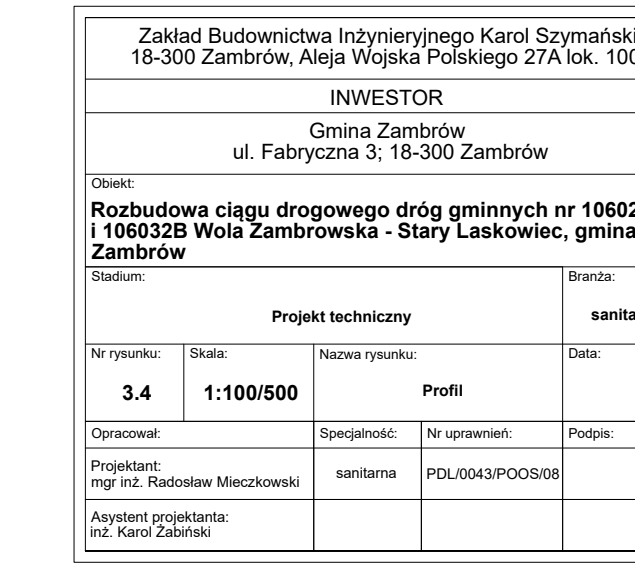 Zakład Budownictwa Inżynieryjnego Karol Szymański
18-300 Zambrów, Aleja Wojska Polskiego 27A lok. 100
INWESTOR
Gmina Zambrów
ul. Fabryczna 3; 18-300 Zambrów
Obiekt:
Rozbudowa ciągu drogowego dróg gminnych nr 10602
i 106032B Wola Zambrowska - Stary Laskowiec, gmina
Zambrów
Stadium:
Branża:
Projekt techniczny
sanita
Nr rysunku:
Skala:
Nazwa rysunku:
Data:
3.4
1:100/500
Profil
Opracował:
Specjalność:
Nr uprawnień:
Podpis:
Projektant:
mgr inż. Radosław Mieczkowski
sanitarna
PDL/0043/POOS/08
Asystent projektanta:
inż. Karol Żabiński